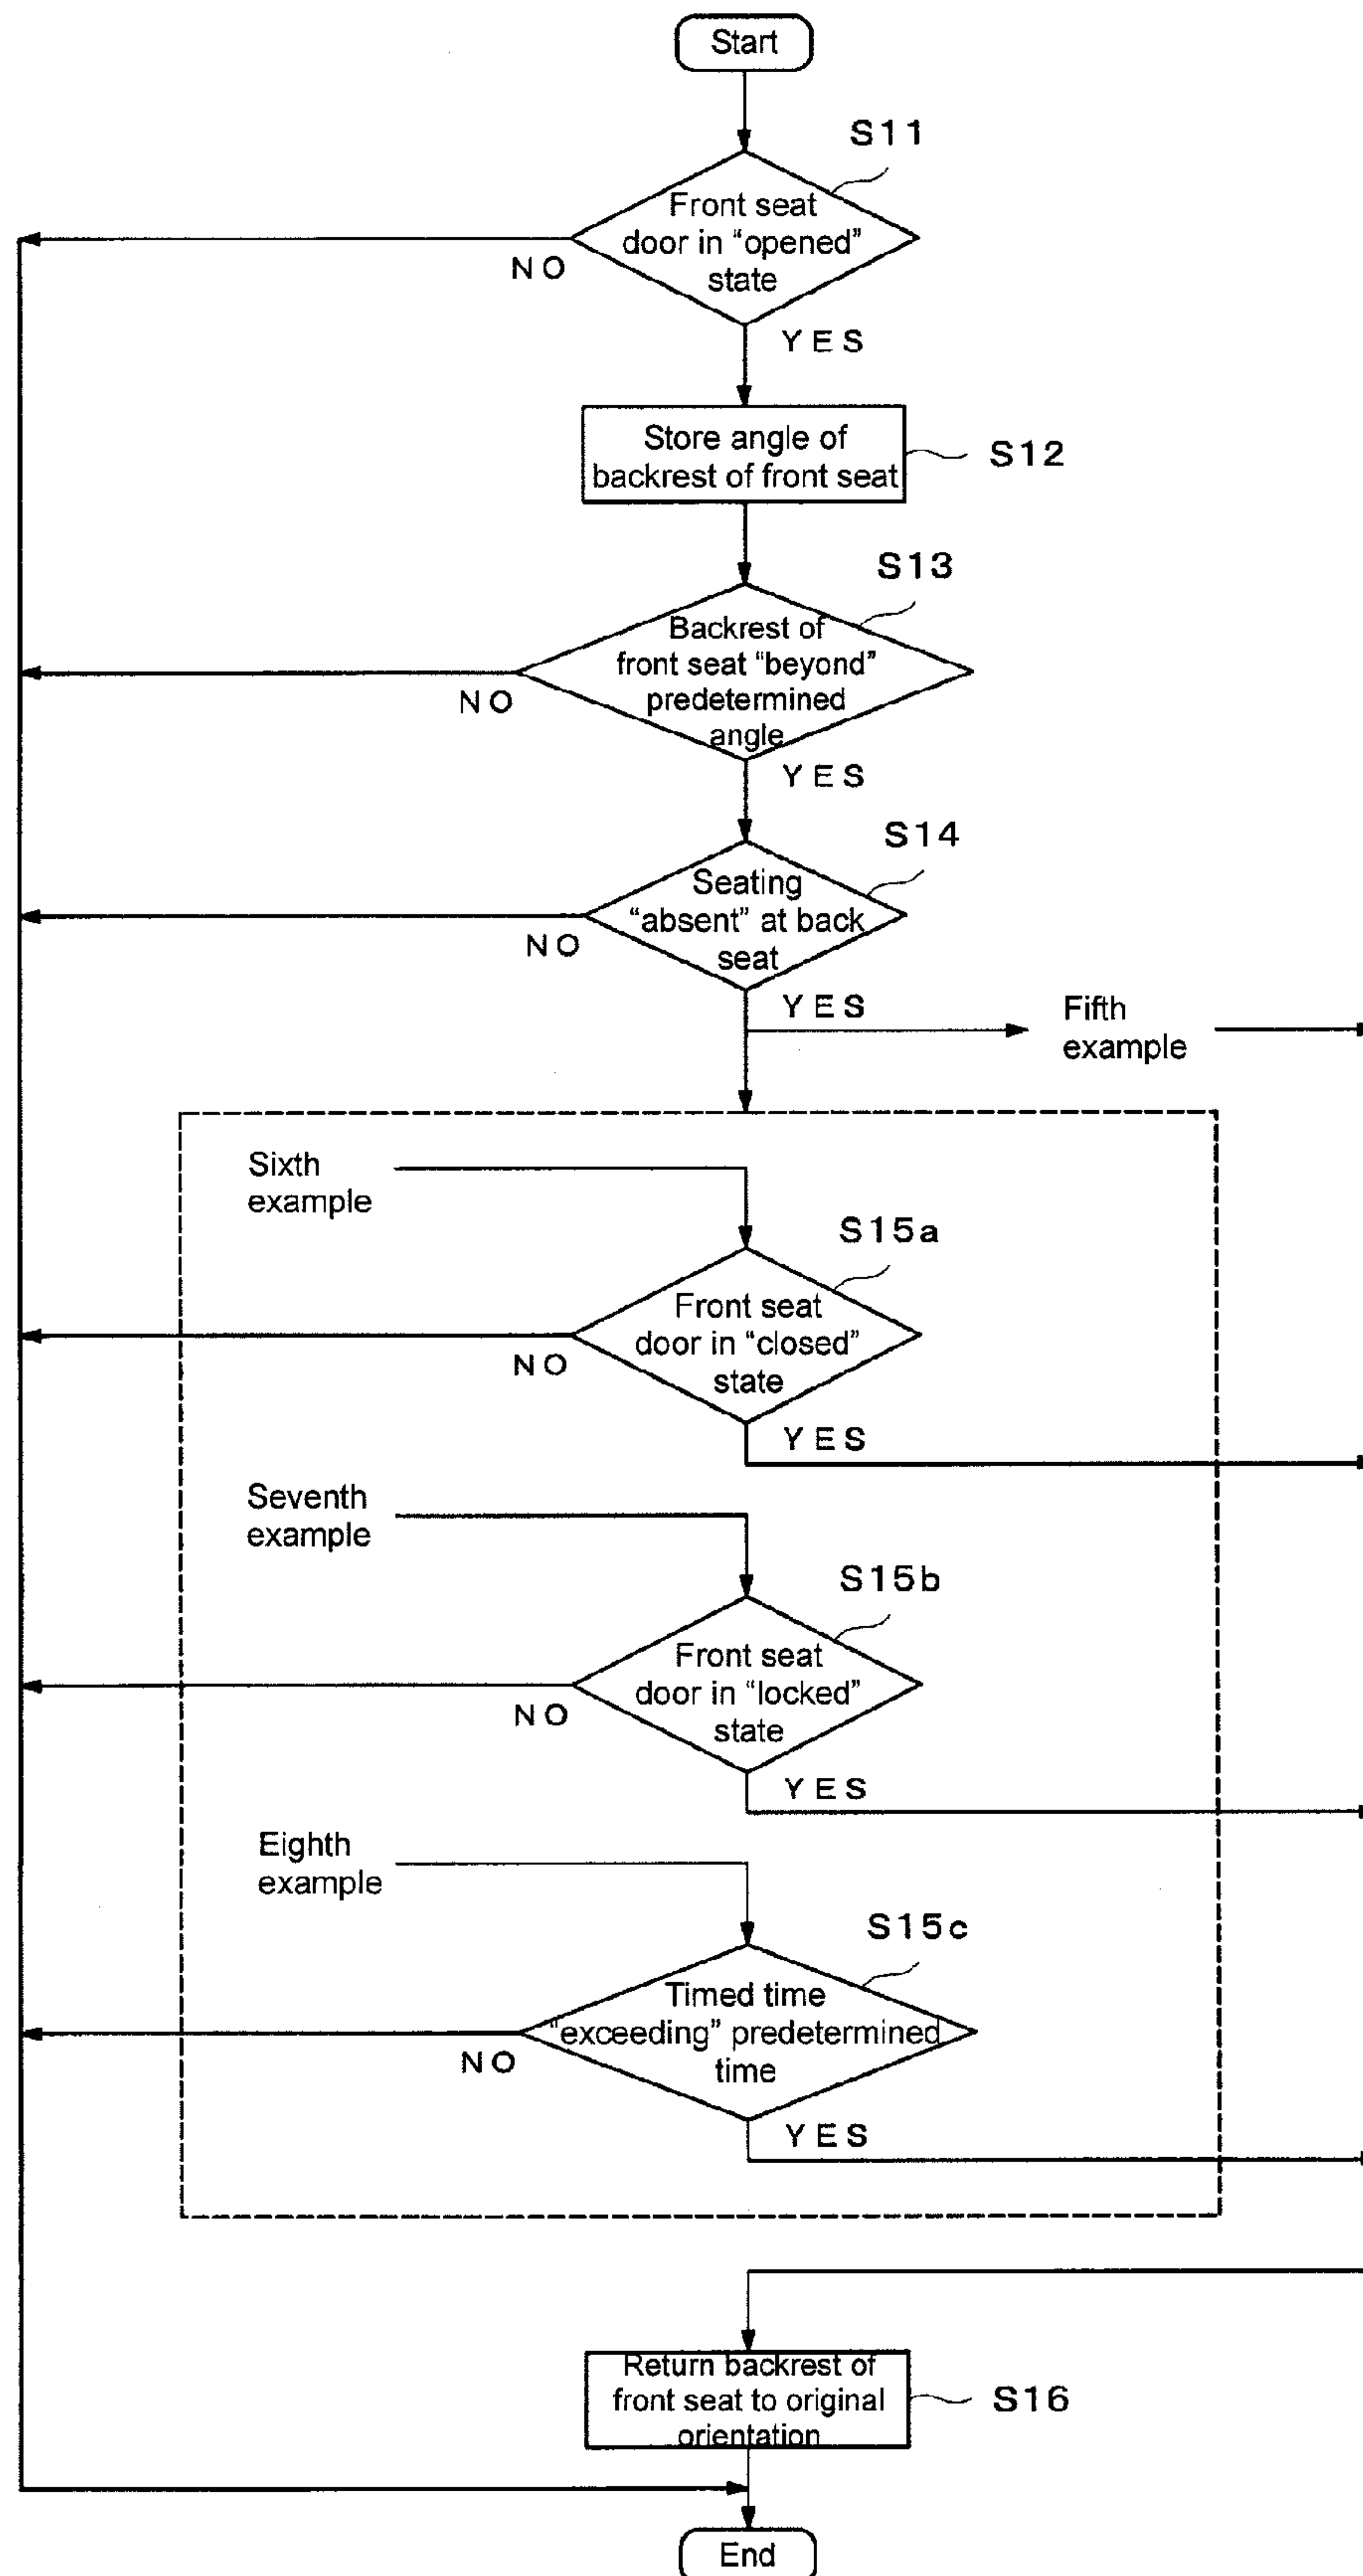 Start
S11
Front seat
door in “opened”
state
NO
YES
Store angle of
backrest of front seat
S12
S13
Backrest of
front seat “beyond”
predetermined
angle
NO
YES
S14
Seating
“absent” at back
seat
NO
YES
Fifth
example
Sixth
example
S15a
Front seat
door in “closed”
state
NO
YES
Seventh
example
S15b
Front seat
door in “locked”
state
NO
YES
Eighth
example
S15c
Timed time
“exceeding” predetermined
time
NO
YES
Return backrest of
front seat to original
orientation
S16
End